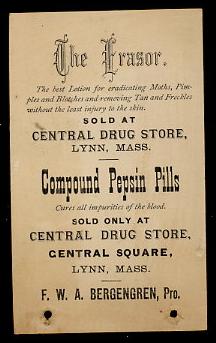 The Erasor.
The best Lotion for eradicating Moths, Pim-
ples and Blotches and removing Tan and Freckles
without the least injury to the skin.
SOLD AT
CENTRAL DRUG STORE,
LYNN, MASS.
Compound Pepsin Pills
Cures all impurities of the blood.
SOLD ONLY AT
CENTRAL DRUG STORE,
CENTRAL SQUARE,
LYNN, MASS.
F. W. A. BERGENGREN, Pro.